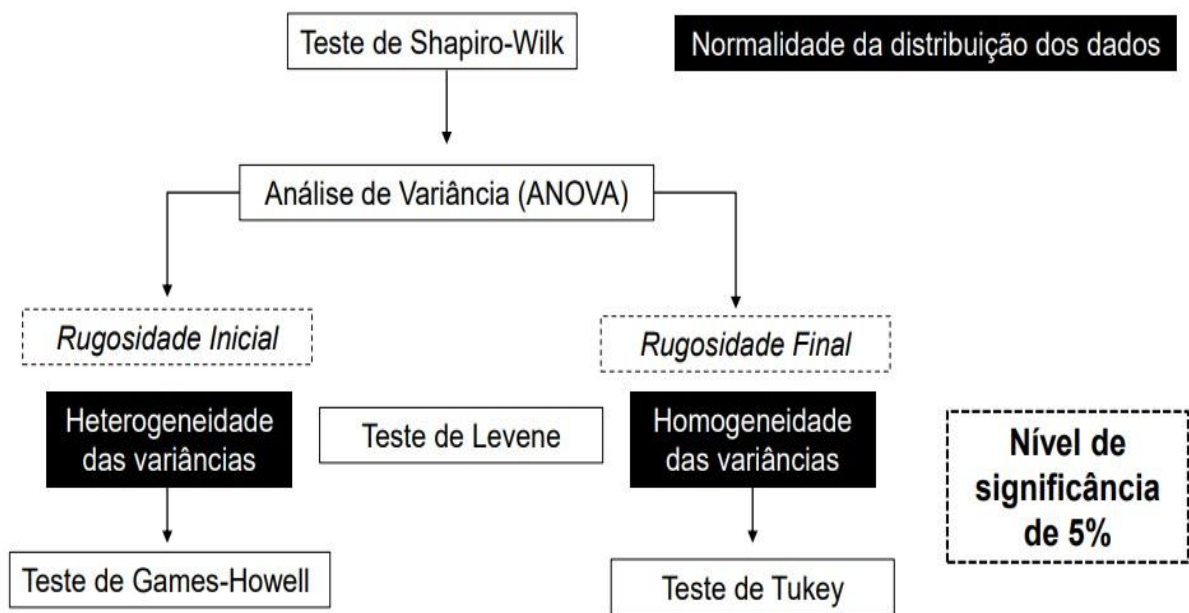 Teste de Shapiro-Wilk
Normalidade da distribuição dos dados
Análise de Variância (ANOVA)
Rugosidade Inicial
Rugosidade Final
Heterogeneidade
das variâncias
Teste de Levene
Homogeneidade
das variâncias
Nível de
significância
de 5%
Teste de Games-Howell
Teste de Tukey